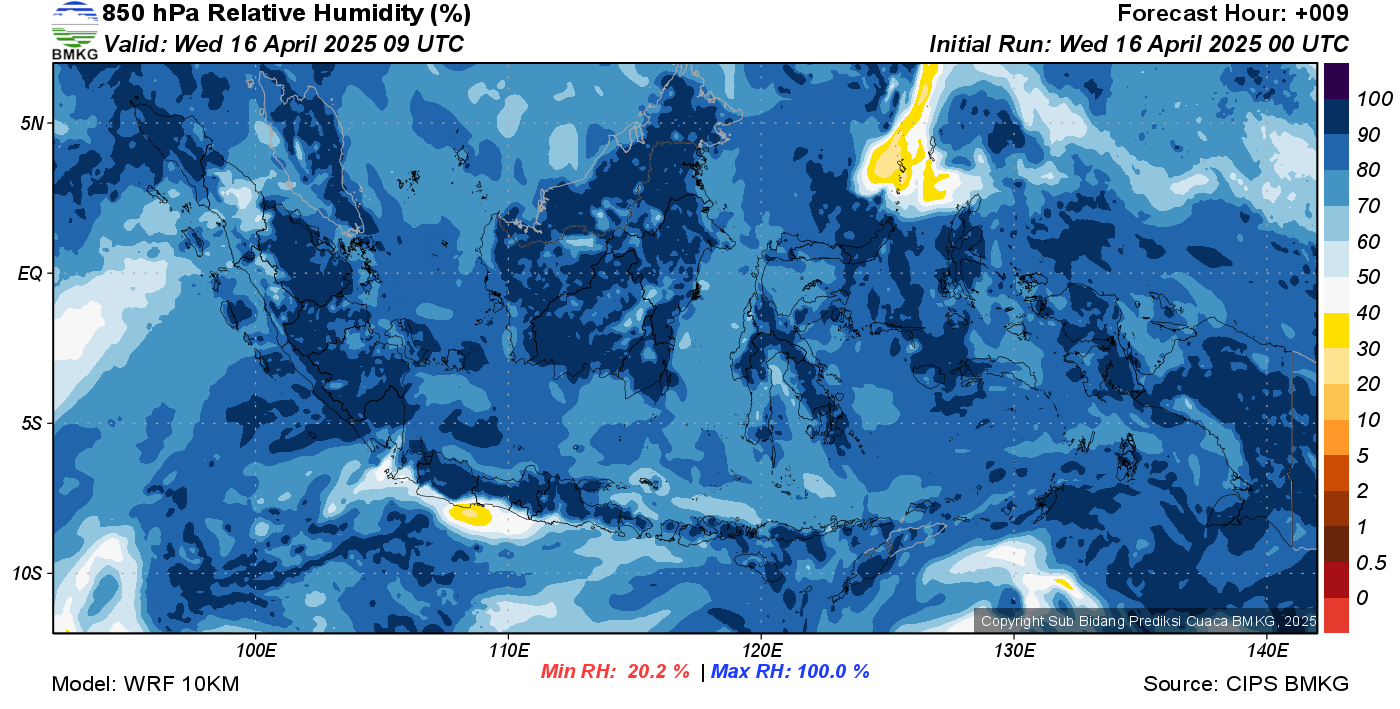 850 hPa Relative Humidity (%)
Forecast Hour: +009
BMKG
Valid: Wed 16 April 2025 09 UTC
Initial Run: Wed 16 April 2025 00 UTC
5N
EQ
5S
10S
100E
110E
120E
130E
140E
100
90
80
70
60
50
40
30
20
10
5
2
1
0.5
0
Copyright Sub Bidang Prediksi Cuaca BMKG, 2025
Min RH: 20.2 % | Max RH: 100.0 %
Model: WRF 10KM
Source: CIPS BMKG